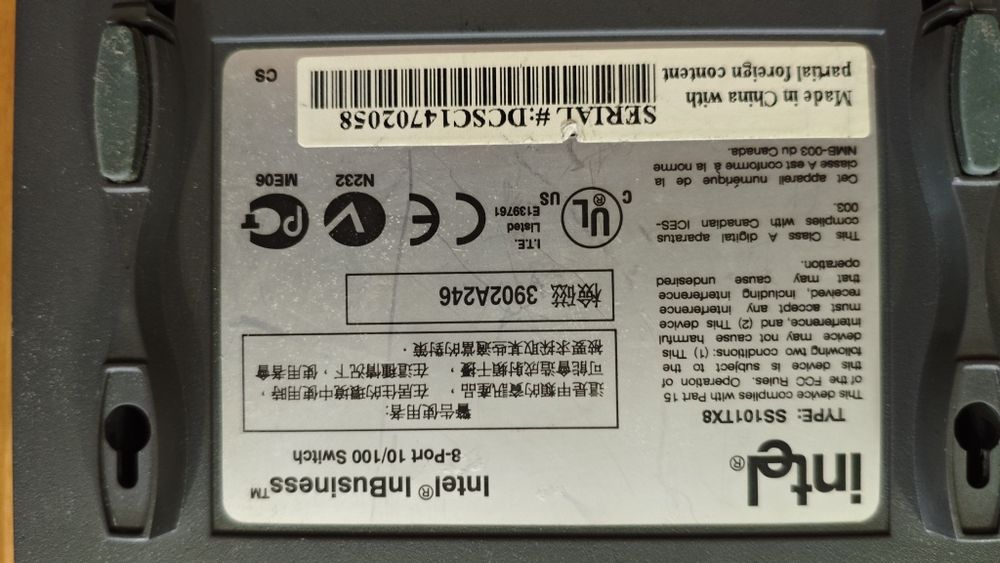 intel®
Intel® InBusiness™
8-Port 10/100 Switch
TYPE: SS101TX8
This device complies with Part 15
of the FCC Rules. Operation of
this device is subject to the
following two conditions: (1) This
device may not cause harmful
interference, and (2) This device
must accept any interference
received, including interference
that may cause undesired
operation.
This Class A digital apparatus
complies with Canadian ICES-
003.
Cet appareil numérique de la
classe A est conforme à la norme
NMB-003 du Canada.
警告使用者:
這是甲類的資訊產品, 在居住的環境中使用時,
可能會造成射頻干擾, 在這種情況下, 使用者會
被要求採取某些適當的對策.
檢磁 3902A246
C UL® US
I.T.E.
Listed
E139761
CE
N232
PCT
ME06
Made in China with
partial foreign content
SERIAL #:DCSC14702058
CS